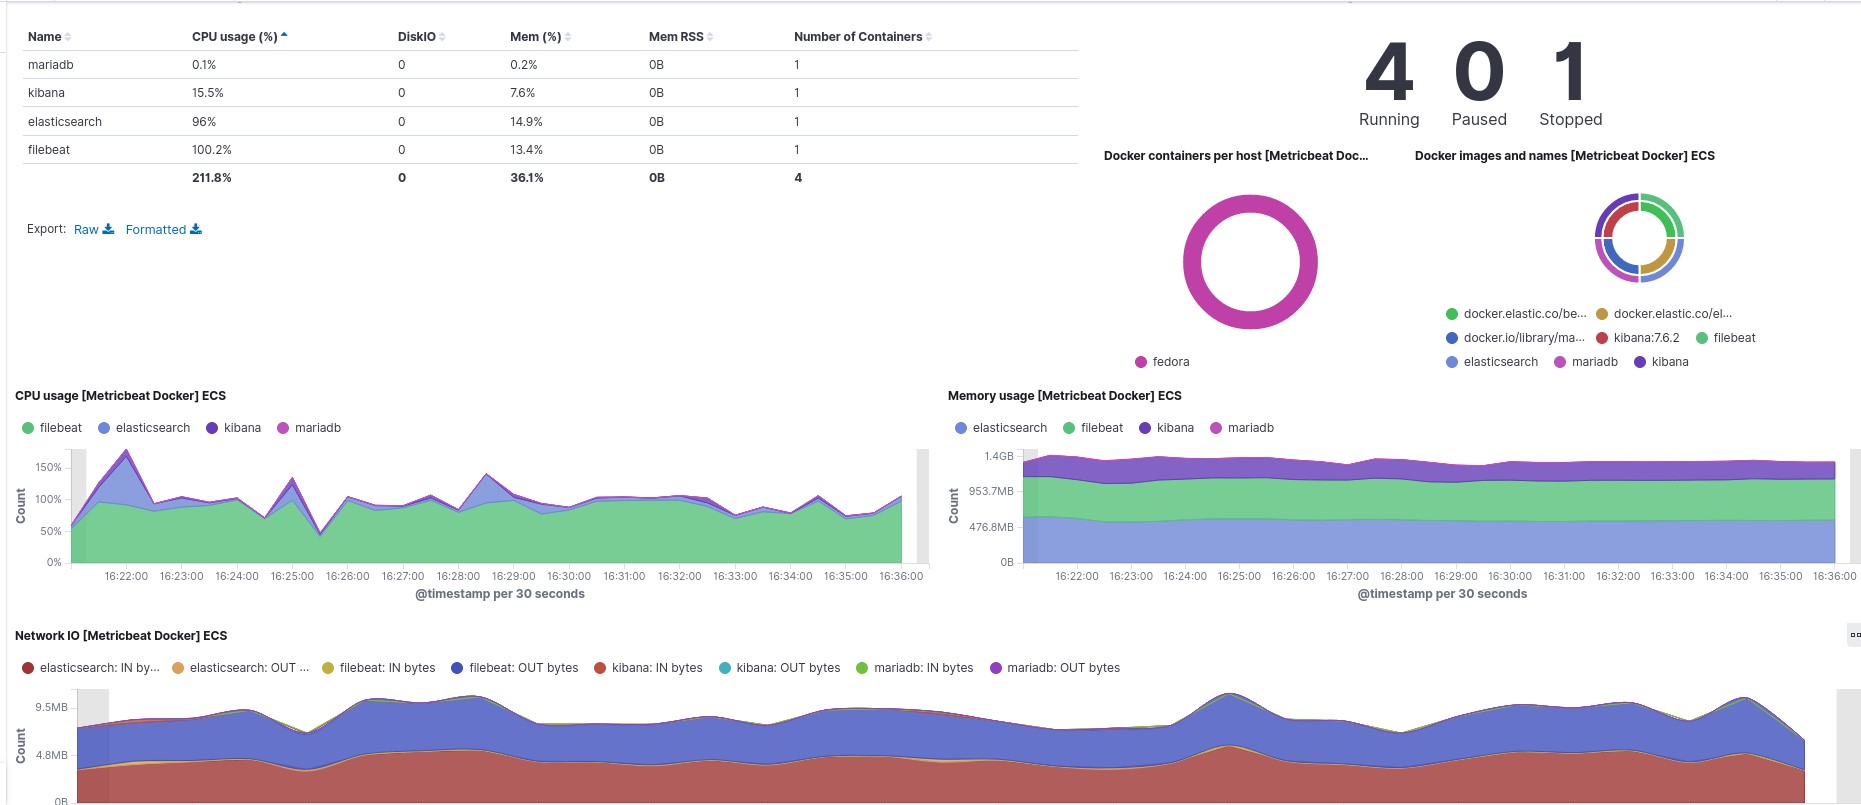 Name CPU usage (%) DiskIO Mem (%) Mem RSS Number of Containers
mariadb 0.1% 0 0.2% 0B 1
kibana 15.5% 0 7.6% 0B 1
elasticsearch 96% 0 14.9% 0B 1
filebeat 100.2% 0 13.4% 0B 1
211.8% 0 36.1% 0B 4
Export: Raw Formatted
4 0 1
Running Paused Stopped
Docker containers per host [Metricbeat Doc...
fedora
Docker images and names [Metricbeat Docker] ECS
docker.elastic.co/be... docker.elastic.co/el...
docker.io/library/ma... kibana:7.6.2 filebeat
elasticsearch mariadb kibana
CPU usage [Metricbeat Docker] ECS
filebeat elasticsearch kibana mariadb
Count
150%
100%
50%
0%
16:22:00 16:23:00 16:24:00 16:25:00 16:26:00 16:27:00 16:28:00 16:29:00 16:30:00 16:31:00 16:32:00 16:33:00 16:34:00 16:35:00 16:36:00
@timestamp per 30 seconds
Memory usage [Metricbeat Docker] ECS
elasticsearch filebeat kibana mariadb
Count
1.4GB
953.7MB
476.8MB
0B
16:22:00 16:23:00 16:24:00 16:25:00 16:26:00 16:27:00 16:28:00 16:29:00 16:30:00 16:31:00 16:32:00 16:33:00 16:34:00 16:35:00 16:36:00
@timestamp per 30 seconds
Network IO [Metricbeat Docker] ECS
elasticsearch: IN by... elasticsearch: OUT ... filebeat: IN bytes filebeat: OUT bytes kibana: IN bytes kibana: OUT bytes mariadb: IN bytes mariadb: OUT bytes
Count
9.5MB
4.8MB
0B